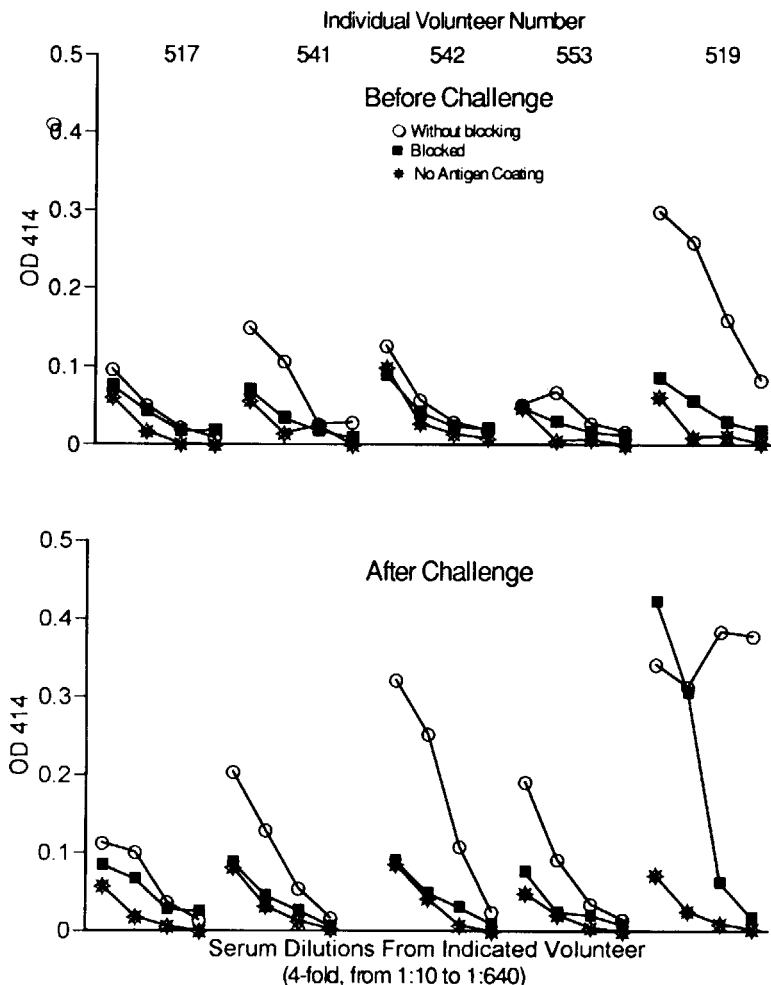 Individual Volunteer Number
517 541 542 553 519
Before Challenge
Without blocking
Blocked
No Antigen Coating
0.5
0.4
0.3
0.2
0.1
0
OD 414
After Challenge
0.5
0.4
0.3
0.2
0.1
0
OD 414
Serum Dilutions From Indicated Volunteer
(4-fold, from 1:10 to 1:640)